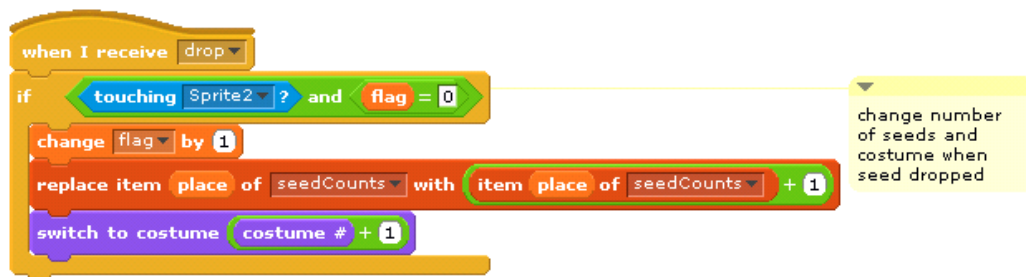 when I receive drop
if touching Sprite2 ? and flag = 0
change flag by 1
replace item place of seedCounts with item place of seedCounts + 1
switch to costume costume # + 1
change number
of seeds and
costume when
seed dropped